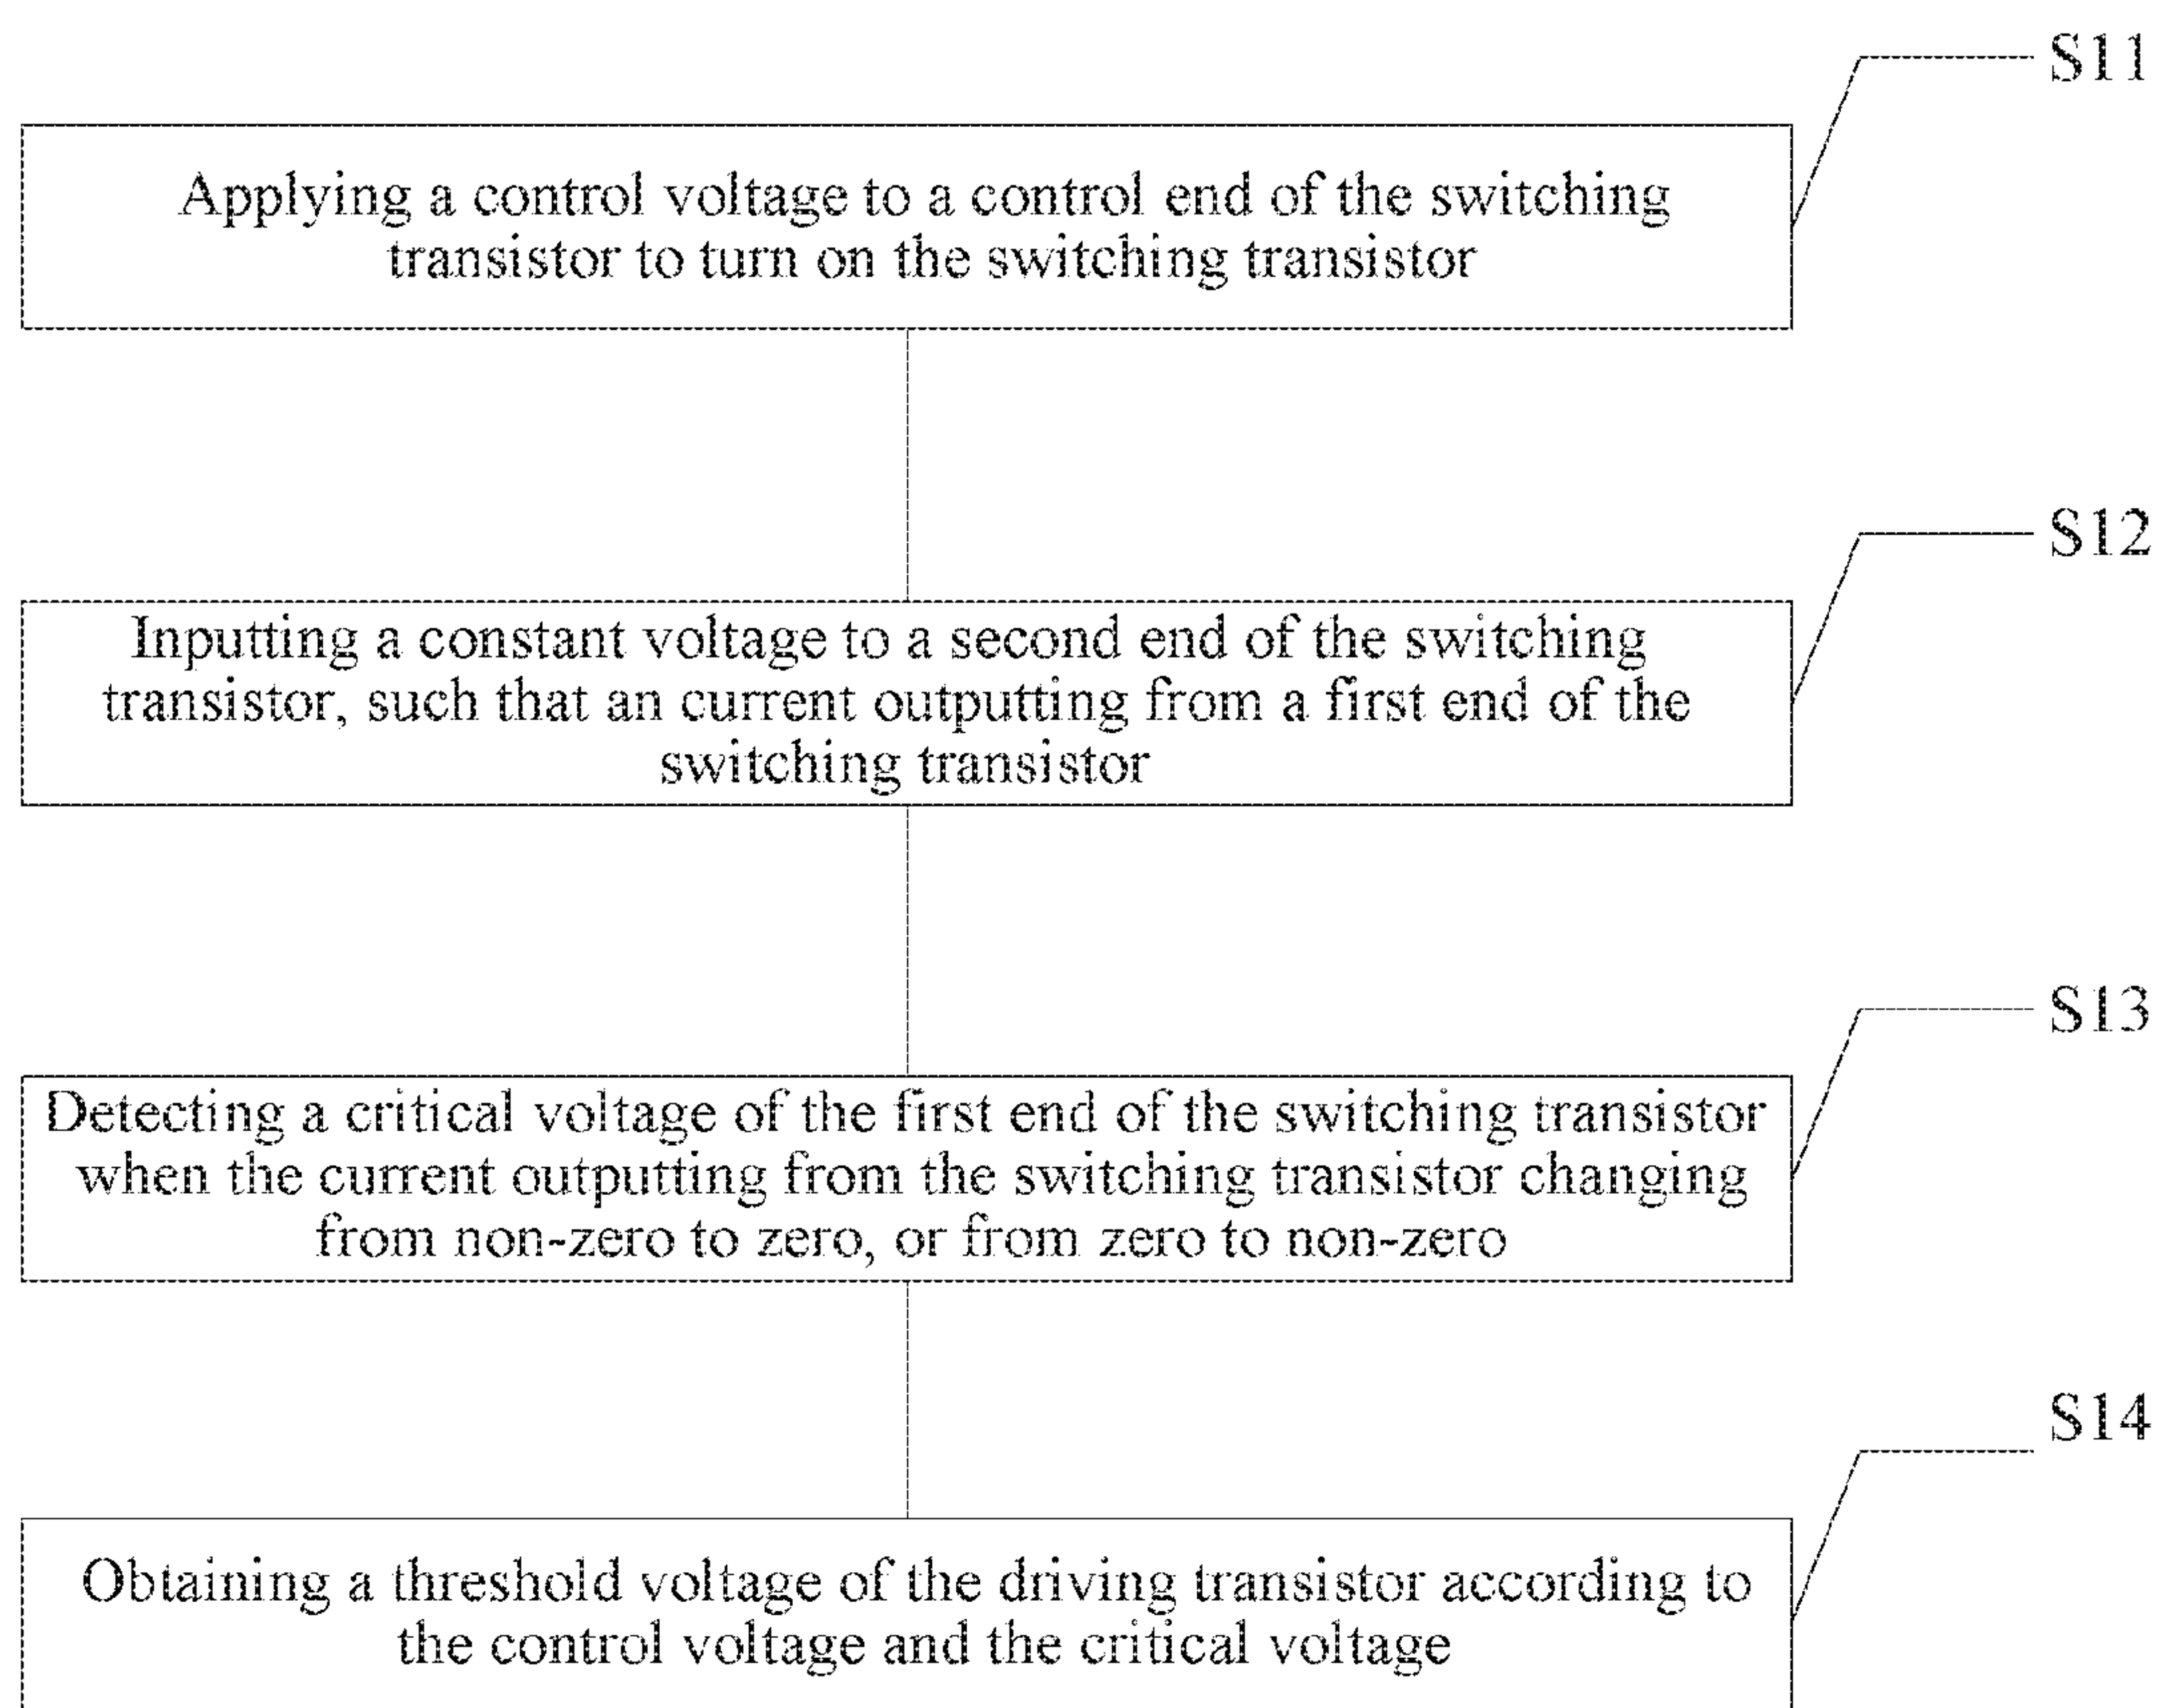 S11
Applying a control voltage to a control end of the switching
transistor to turn on the switching transistor
S12
Inputting a constant voltage to a second end of the switching
transistor, such that an current outputting from a first end of the
switching transistor
S13
Detecting a critical voltage of the first end of the switching transistor
when the current outputting from the switching transistor changing
from non-zero to zero, or from zero to non-zero
S14
Obtaining a threshold voltage of the driving transistor according to
the control voltage and the critical voltage